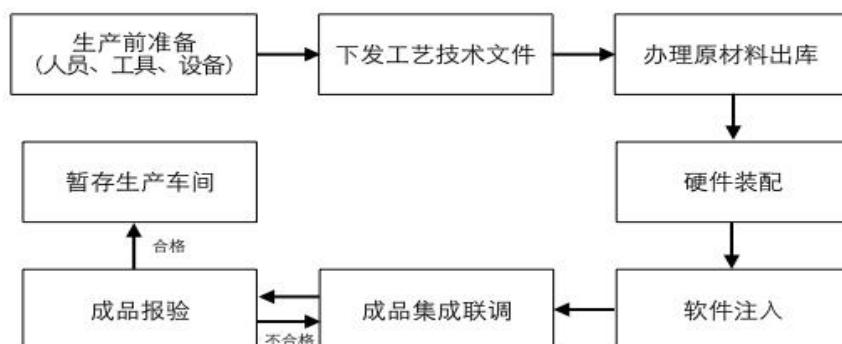 生产前准备
（人员、工具、设备）
下发工艺技术文件
办理原材料出库
暂存生产车间
硬件装配
合格
成品报验
成品集成联调
软件注入
不合格